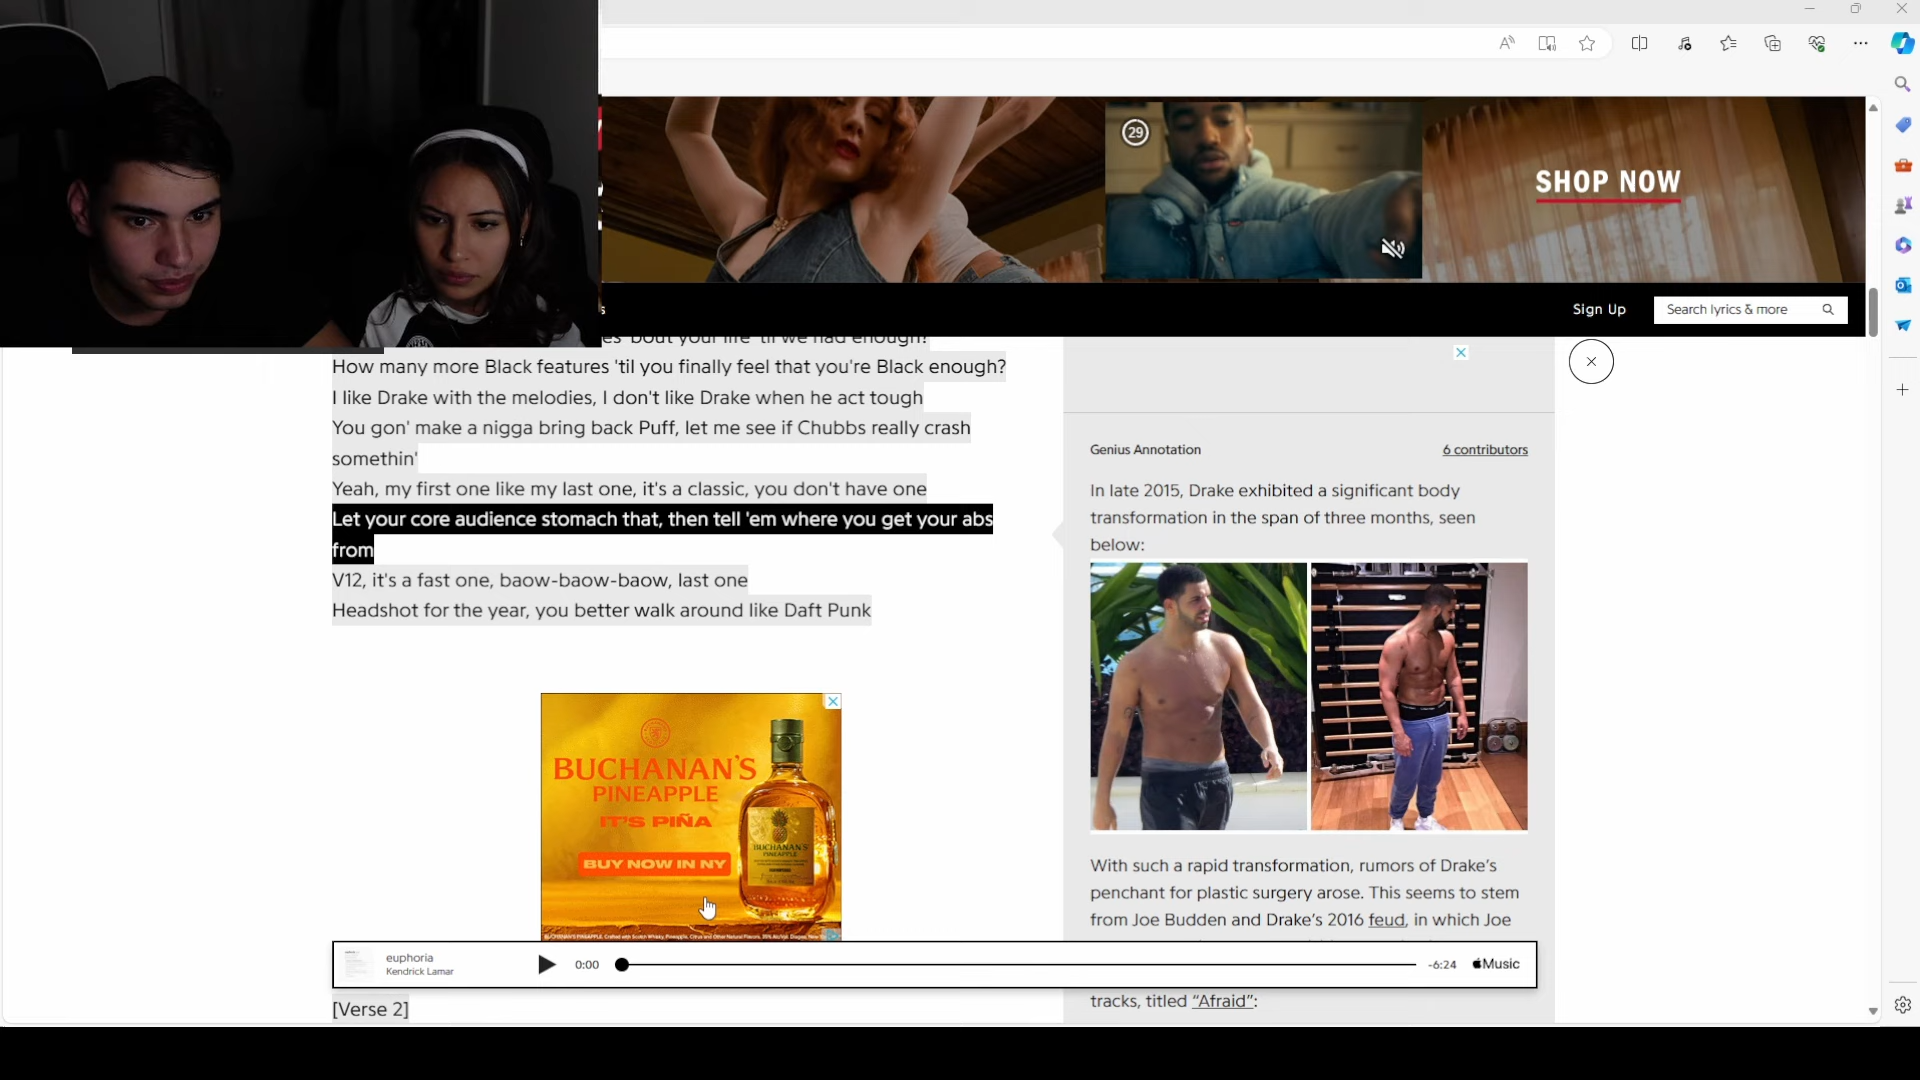 29
SHOP NOW
Sign Up
Search lyrics & more
How many more Black features 'til you finally feel that you're Black enough?
I like Drake with the melodies, I don't like Drake when he act tough
You gon' make a nigga bring back Puff, let me see if Chubbs really crash
somethin'
Yeah, my first one like my last one, it's a classic, you don't have one
Let your core audience stomach that, then tell 'em where you get your abs
from
V12, it's a fast one, baow-baow-baow, last one
Headshot for the year, you better walk around like Daft Punk
BUCHANAN'S
PINEAPPLE
IT'S PIÑA
BUY NOW IN NY
BUCHANAN'S
PINEAPPLE
[Verse 2]
Genius Annotation
6 contributors
In late 2015, Drake exhibited a significant body
transformation in the span of three months, seen
below:
With such a rapid transformation, rumors of Drake's
penchant for plastic surgery arose. This seems to stem
from Joe Budden and Drake's 2016 feud, in which Joe
tracks, titled "Afraid":
euphoria
Kendrick Lamar
0:00
-6:24
Music